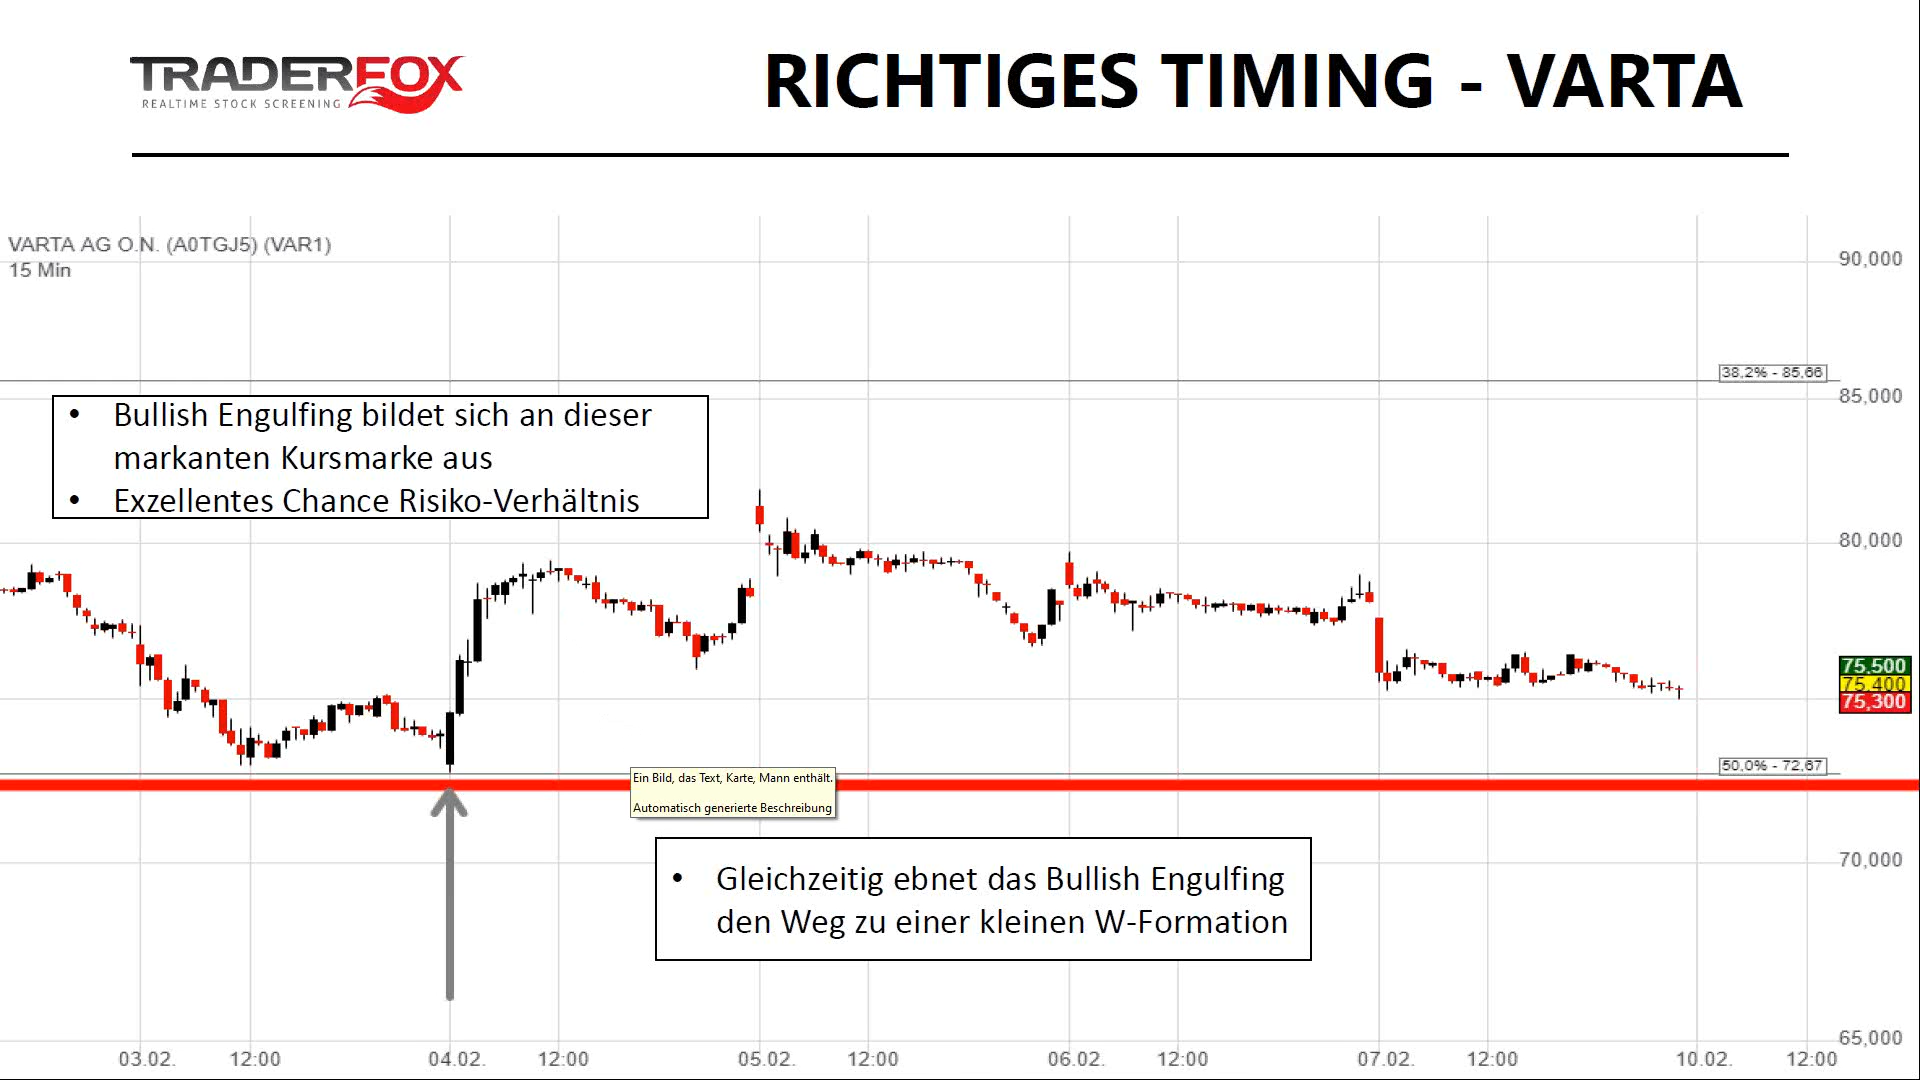 TRADERFOX
REALTIME STOCK SCREENING
RICHTIGES TIMING - VARTA
VARTA AG O.N. (A0TGJ5) (VAR1)
15 Min
90,000
38,2% - 85,66
85,000
• Bullish Engulfing bildet sich an dieser
markanten Kursmarke aus
• Exzellentes Chance Risiko-Verhältnis
80,000
75,500
75,400
75,300
50,0% - 72,67
Ein Bild, das Text, Karte, Mann enthält.
Automatisch generierte Beschreibung
• Gleichzeitig ebnet das Bullish Engulfing
den Weg zu einer kleinen W-Formation
70,000
65,000
03.02. 12:00 04.02. 12:00 05.02. 12:00 06.02. 12:00 07.02. 12:00 10.02. 12:00